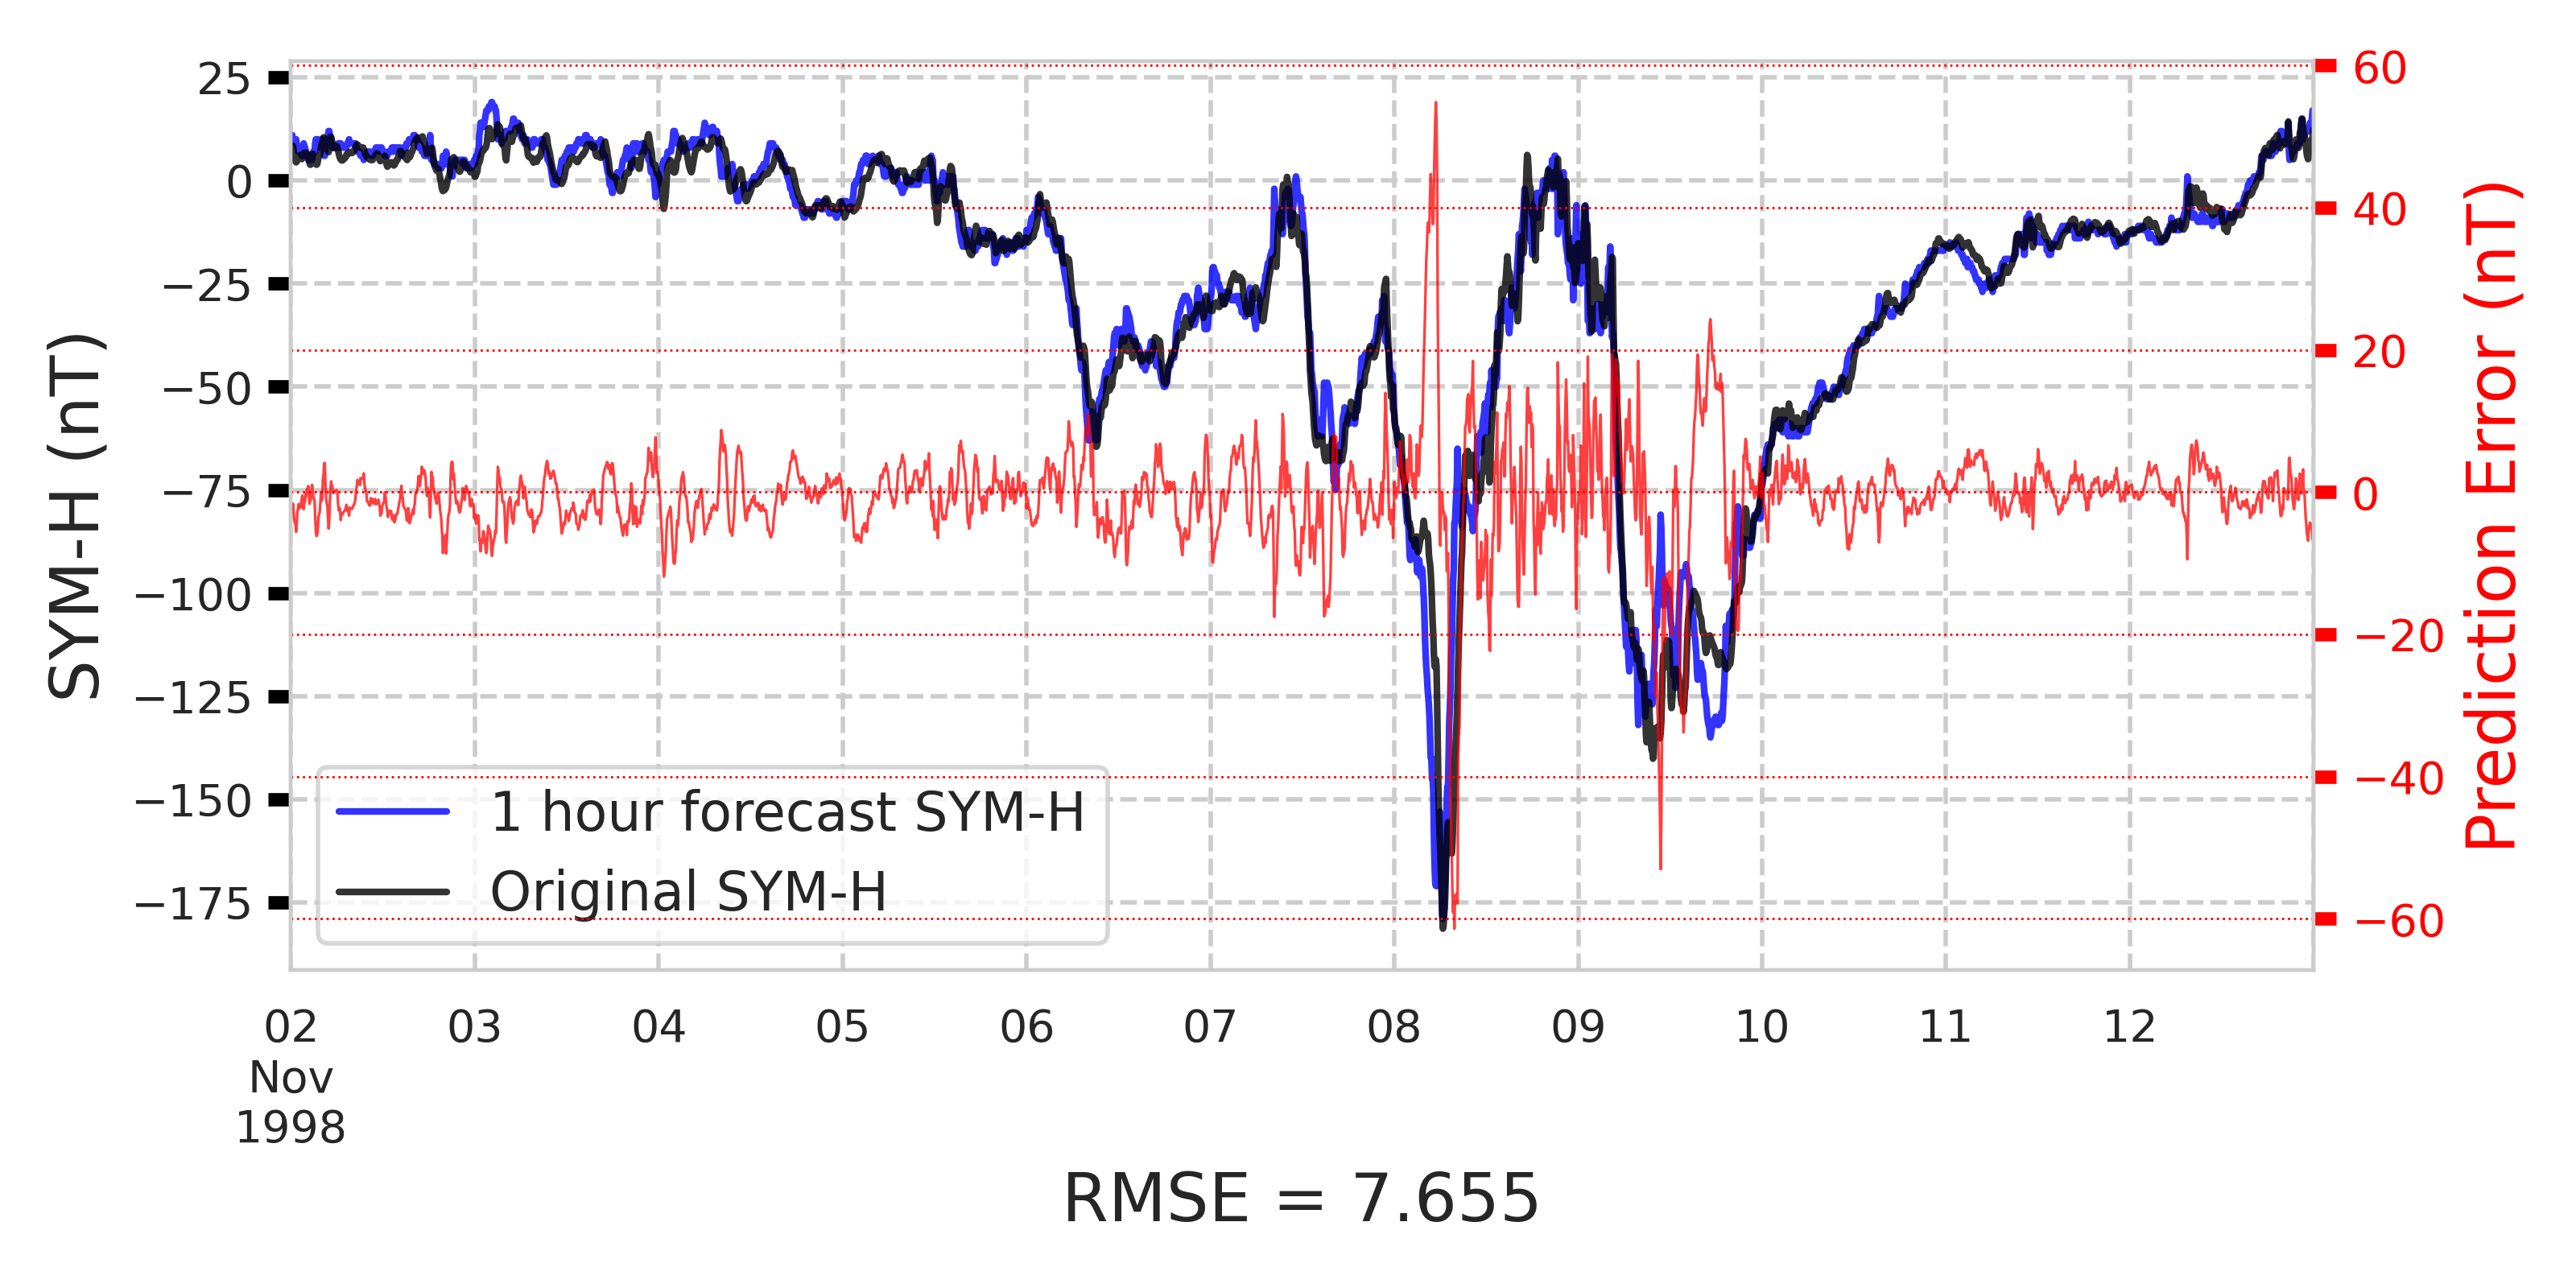 25
0
−25
−50
−75
−100
−125
−150
−175
SYM-H (nT)
60
40
20
0
−20
−40
−60
Prediction Error (nT)
1 hour forecast SYM-H
Original SYM-H
02 03 04 05 06 07 08 09 10 11 12
Nov
1998
RMSE = 7.655